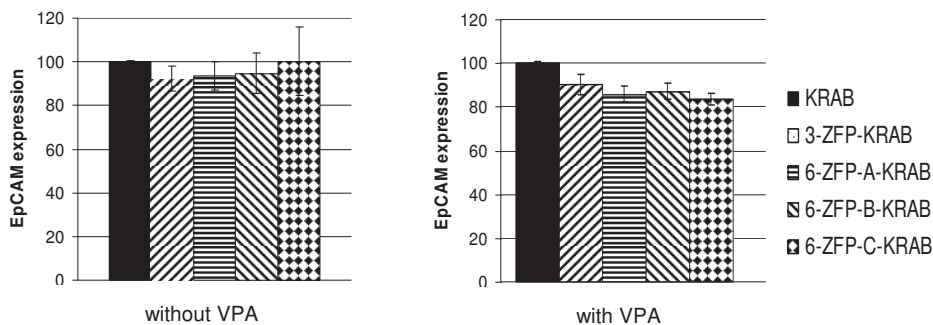 EpCAM expression
120
100
80
60
40
20
0
without VPA
EpCAM expression
120
100
80
60
40
20
0
with VPA
KRAB
3-ZFP-KRAB
6-ZFP-A-KRAB
6-ZFP-B-KRAB
6-ZFP-C-KRAB